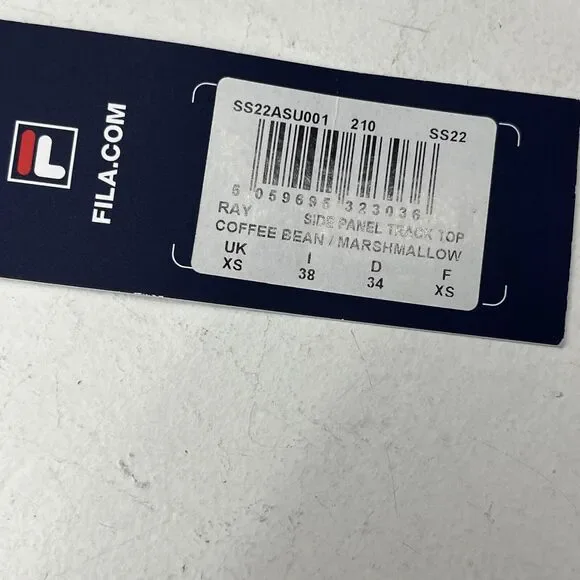 FILA.COM
SS22ASU001 210 SS22
5 059695 323036
RAY SIDE PANEL TRACK TOP
COFFEE BEAN / MARSHMALLOW
UK I D F
XS 38 34 XS